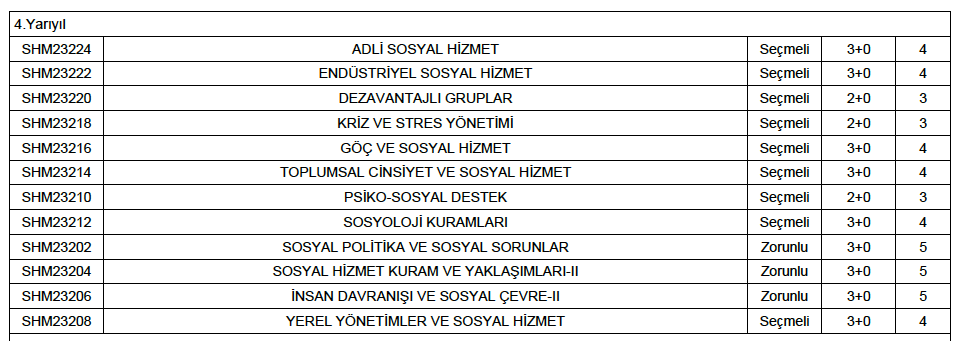 4.Yarıyıl
SHM23224 ADLİ SOSYAL HİZMET Seçmeli 3+0 4
SHM23222 ENDÜSTRİYEL SOSYAL HİZMET Seçmeli 3+0 4
SHM23220 DEZAVANTAJLI GRUPLAR Seçmeli 2+0 3
SHM23218 KRİZ VE STRES YÖNETİMİ Seçmeli 2+0 3
SHM23216 GÖÇ VE SOSYAL HİZMET Seçmeli 3+0 4
SHM23214 TOPLUMSAL CİNSİYET VE SOSYAL HİZMET Seçmeli 3+0 4
SHM23210 PSİKO-SOSYAL DESTEK Seçmeli 2+0 3
SHM23212 SOSYOLOJİ KURAMLARI Seçmeli 3+0 4
SHM23202 SOSYAL POLİTİKA VE SOSYAL SORUNLAR Zorunlu 3+0 5
SHM23204 SOSYAL HİZMET KURAM VE YAKLAŞIMLARI-II Zorunlu 3+0 5
SHM23206 İNSAN DAVRANIŞI VE SOSYAL ÇEVRE-II Zorunlu 3+0 5
SHM23208 YEREL YÖNETİMLER VE SOSYAL HİZMET Seçmeli 3+0 4